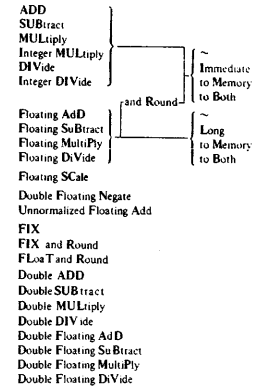 ADD
SUBtract
MULtiply
Integer MULtiply
DIVide
Integer DIVide
~
Immediate
to Memory
to Both
and Round
Floating AdD
Floating SuBtract
Floating MultiPly
Floating DiVide
~
Long
to Memory
to Both
Floating SCale
Double Floating Negate
Unnormalized Floating Add
FIX
FIX and Round
FLoaT and Round
Double ADD
Double SUBtract
Double MULtiply
Double DIVide
Double Floating AdD
Double Floating SuBtract
Double Floating MultiPly
Double Floating DiVide